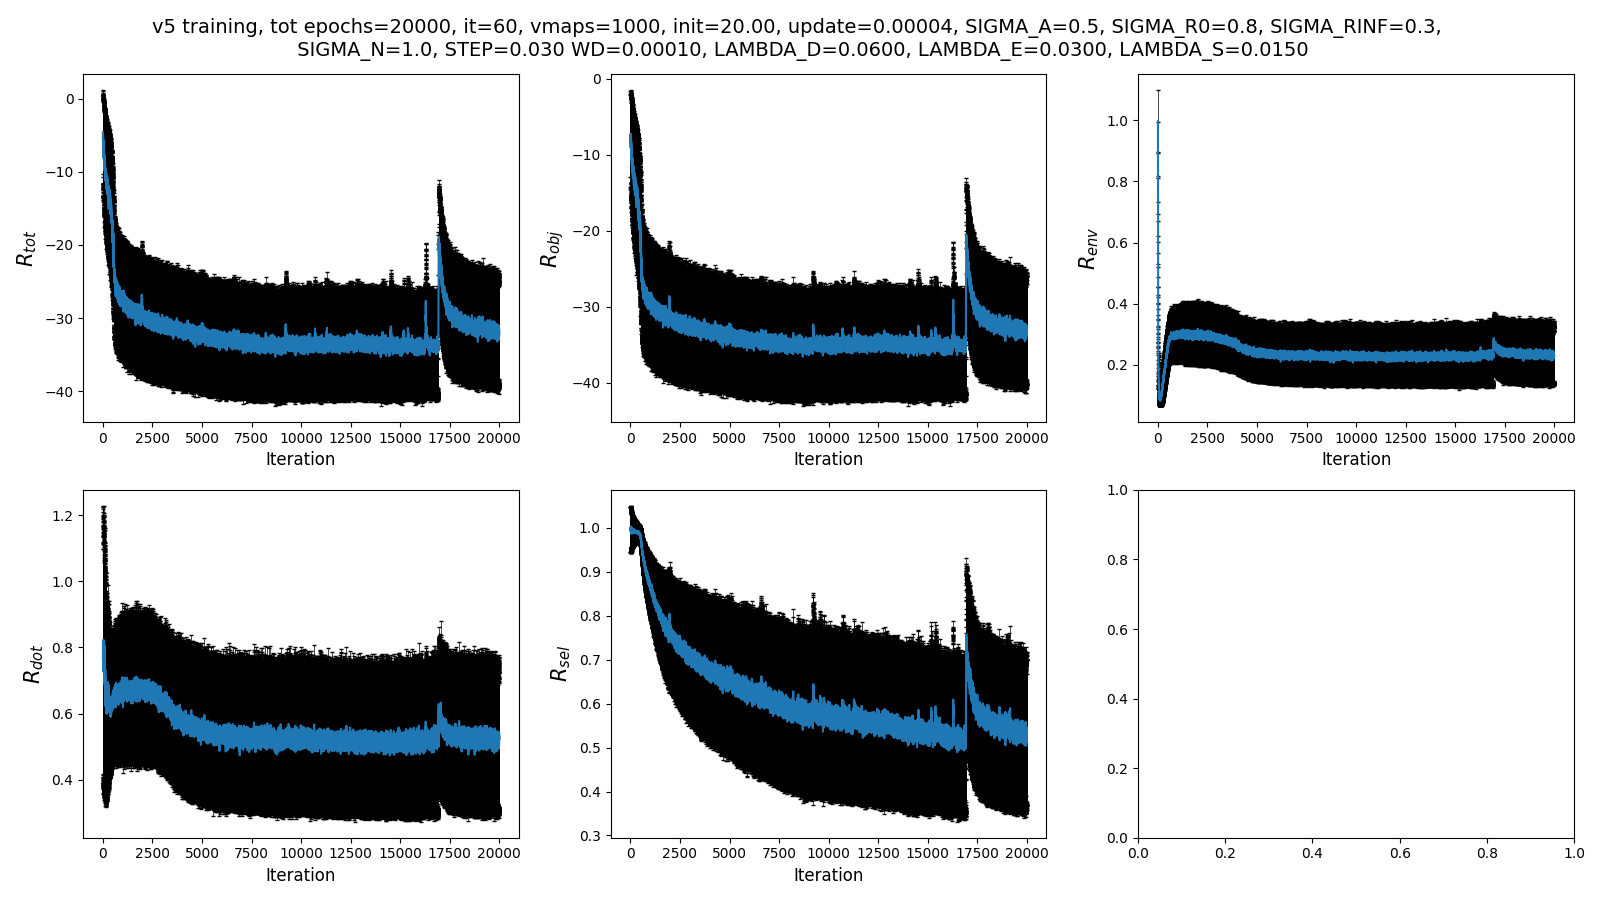 v5 training, tot epochs=20000, it=60, vmaps=1000, init=20.00, update=0.00004, SIGMA_A=0.5, SIGMA_R0=0.8, SIGMA_RINF=0.3,
SIGMA_N=1.0, STEP=0.030 WD=0.00010, LAMBDA_D=0.0600, LAMBDA_E=0.0300, LAMBDA_S=0.0150
R_tot
0
−10
−20
−30
−40
0 2500 5000 7500 10000 12500 15000 17500 20000
Iteration
R_obj
0
−10
−20
−30
−40
0 2500 5000 7500 10000 12500 15000 17500 20000
Iteration
R_env
1.0
0.8
0.6
0.4
0.2
0 2500 5000 7500 10000 12500 15000 17500 20000
Iteration
R_dot
1.2
1.0
0.8
0.6
0.4
0 2500 5000 7500 10000 12500 15000 17500 20000
Iteration
R_sel
1.0
0.9
0.8
0.7
0.6
0.5
0.4
0.3
0 2500 5000 7500 10000 12500 15000 17500 20000
Iteration
1.0
0.8
0.6
0.4
0.2
0.0
0.0 0.2 0.4 0.6 0.8 1.0